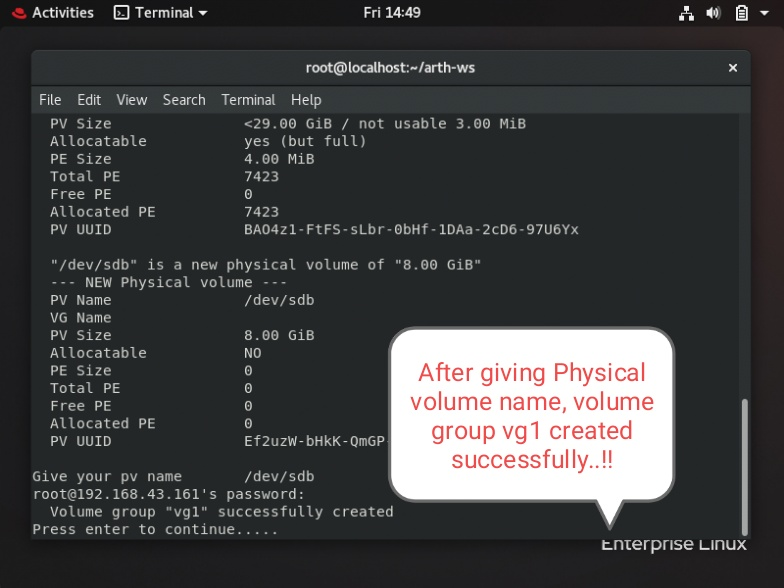 Activities Terminal Fri 14:49
root@localhost:~/arth-ws ×
File Edit View Search Terminal Help
PV Size <29.00 GiB / not usable 3.00 MiB
Allocatable yes (but full)
PE Size 4.00 MiB
Total PE 7423
Free PE 0
Allocated PE 7423
PV UUID BAO4z1-FtFS-sLbr-0bHf-1DAa-2cD6-97U6Yx
"/dev/sdb" is a new physical volume of "8.00 GiB"
--- NEW Physical volume ---
PV Name /dev/sdb
VG Name
PV Size 8.00 GiB
Allocatable NO
PE Size 0
Total PE 0
Free PE 0
Allocated PE 0
PV UUID Ef2uzW-bHkK-QmGP-
Give your pv name /dev/sdb
root@192.168.43.161's password:
Volume group "vg1" successfully created
Press enter to continue.....
After giving Physical
volume name, volume
group vg1 created
successfully..!!
Enterprise Linux